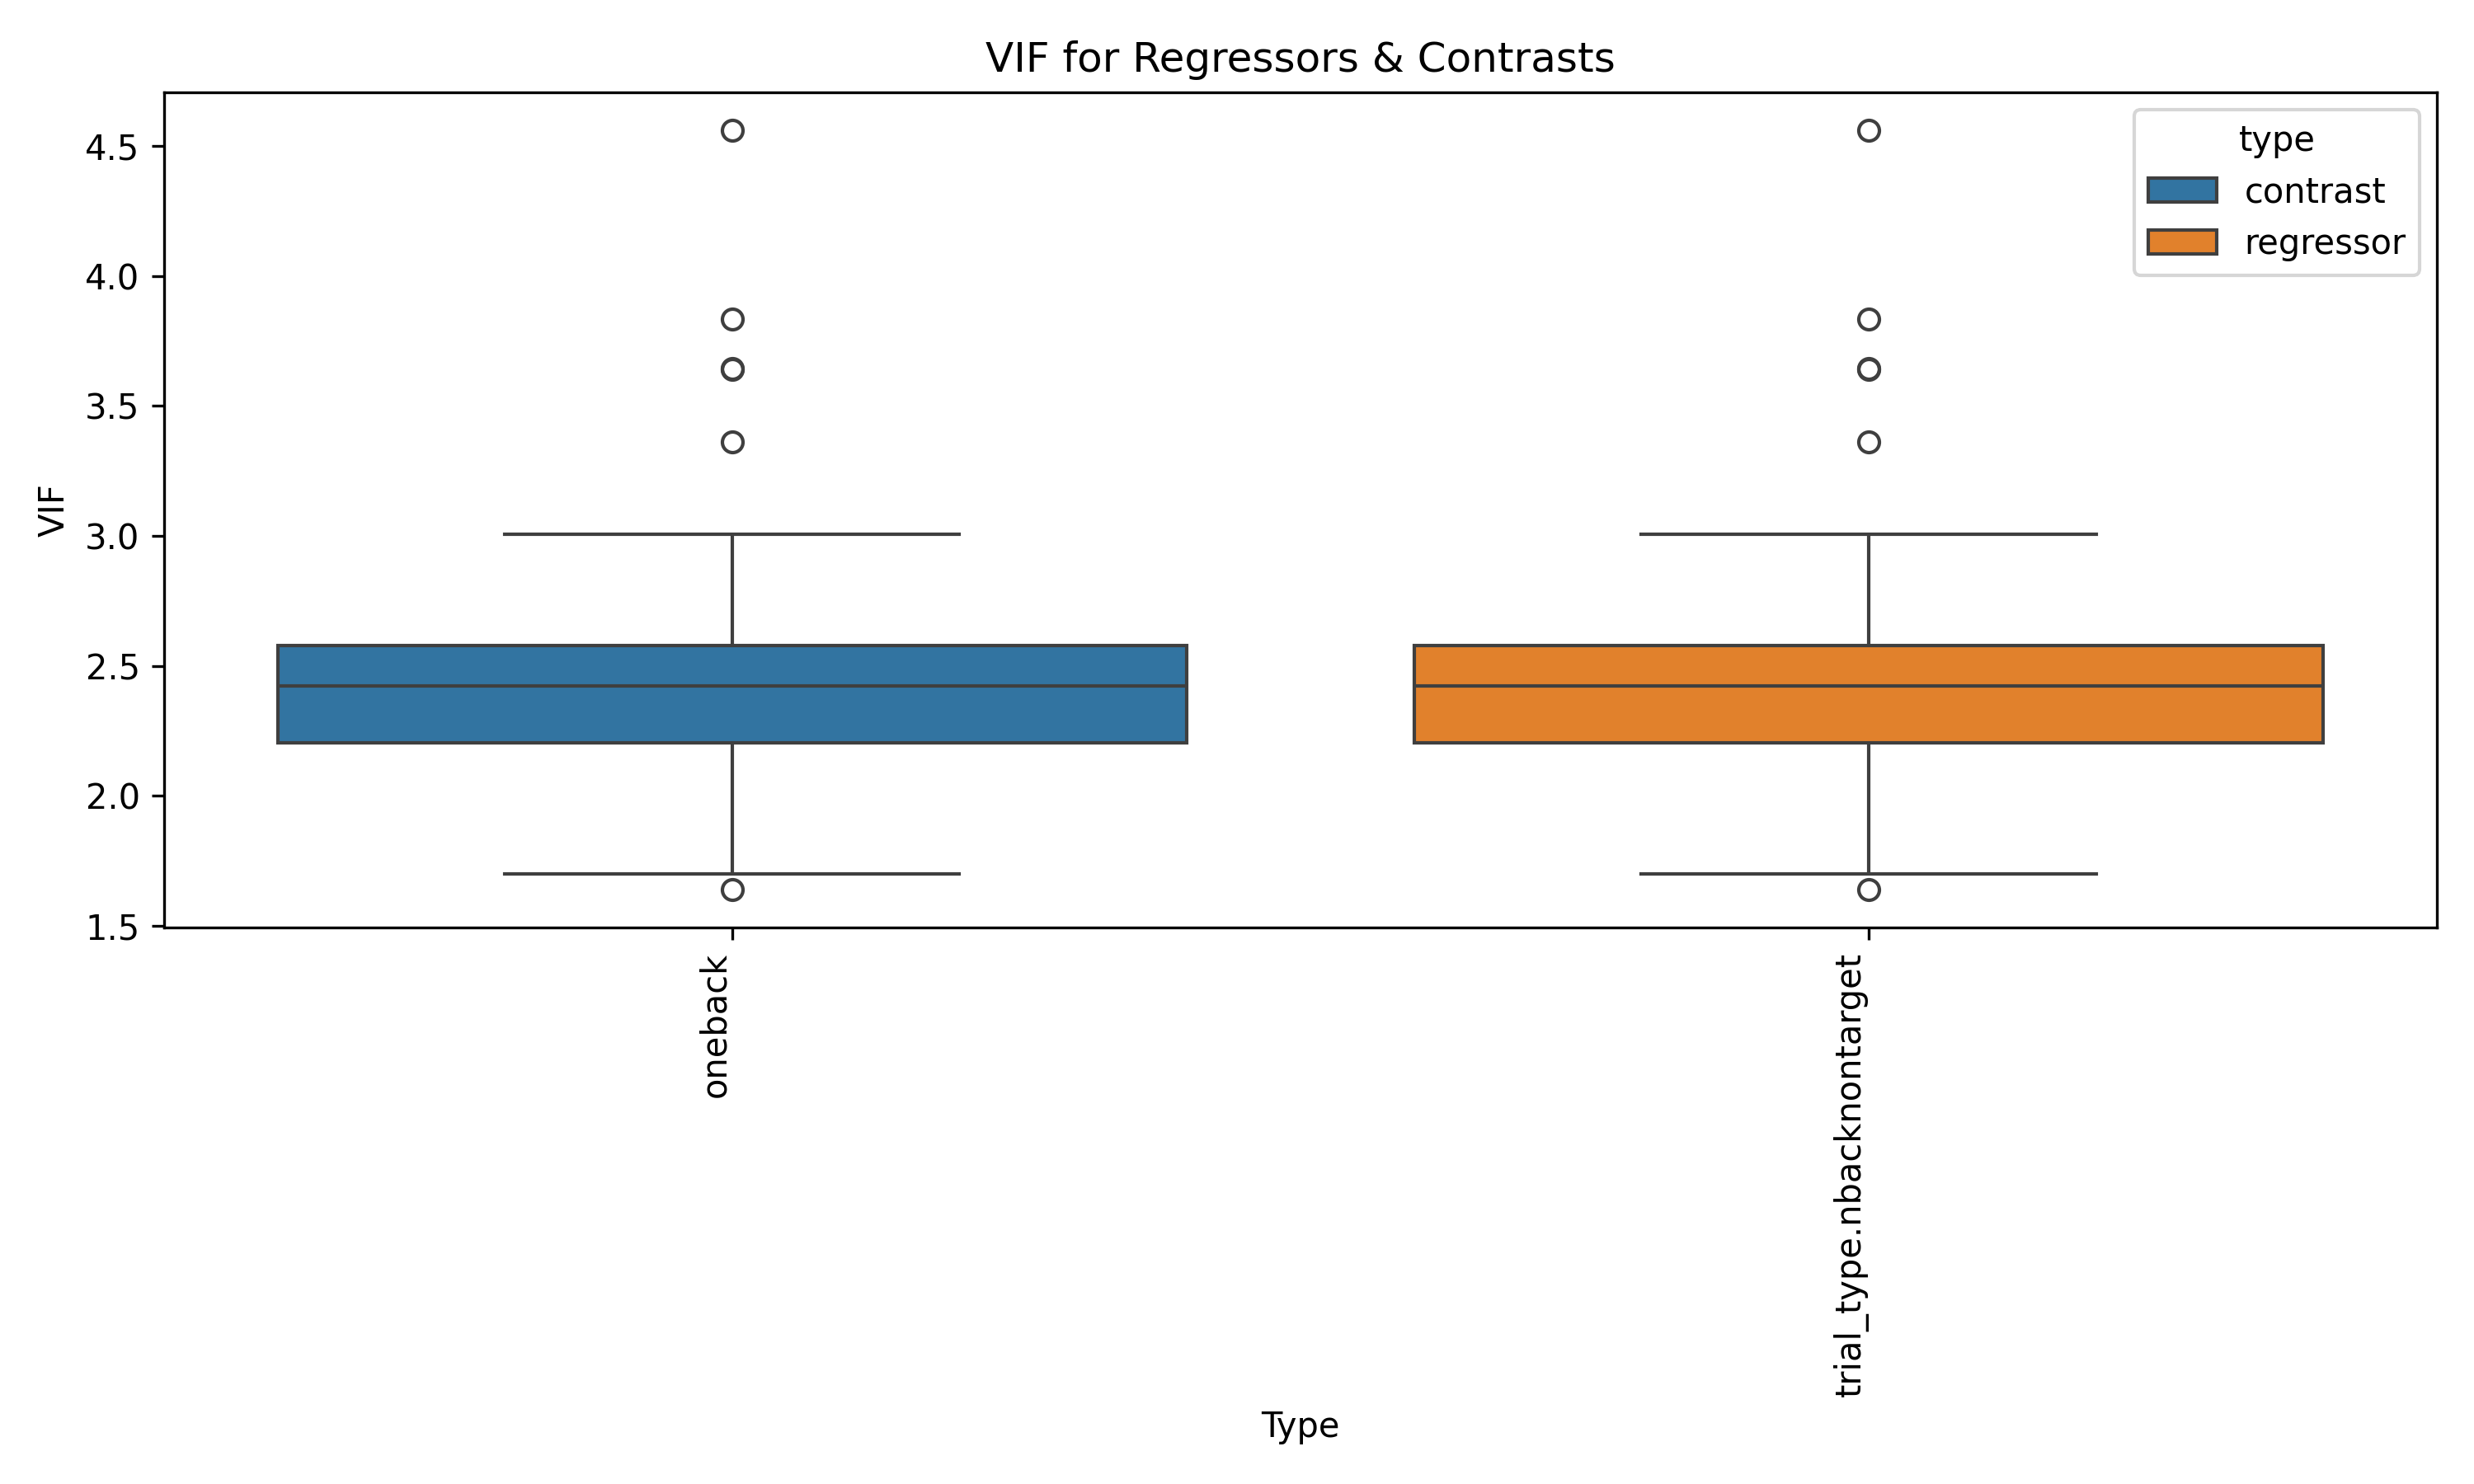 VIF for Regressors & Contrasts
4.5
4.0
3.5
3.0
2.5
2.0
1.5
VIF
type
contrast
regressor
oneback
trial_type.nbacknontarget
Type